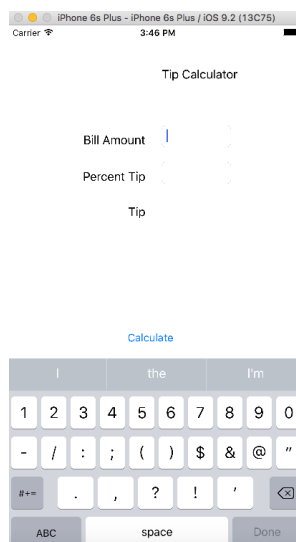 iPhone 6s Plus - iPhone 6s Plus / iOS 9.2 (13C75)
Carrier 3:46 PM
Tip Calculator
Bill Amount
Percent Tip
Tip
Calculate
I the I'm
1 2 3 4 5 6 7 8 9 0
- / : ; ( ) $ & @ "
#+= . , ? ! '
ABC space Done